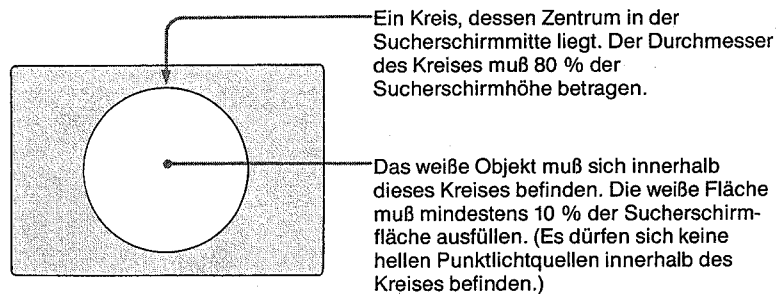 Ein Kreis, dessen Zentrum in der
Sucherschirmmitte liegt. Der Durchmesser
des Kreises muß 80 % der
Sucherschirmhöhe betragen.
Das weiße Objekt muß sich innerhalb
dieses Kreises befinden. Die weiße Fläche
muß mindestens 10 % der Sucherschirm-
fläche ausfüllen. (Es dürfen sich keine
hellen Punktlichtquellen innerhalb des
Kreises befinden.)